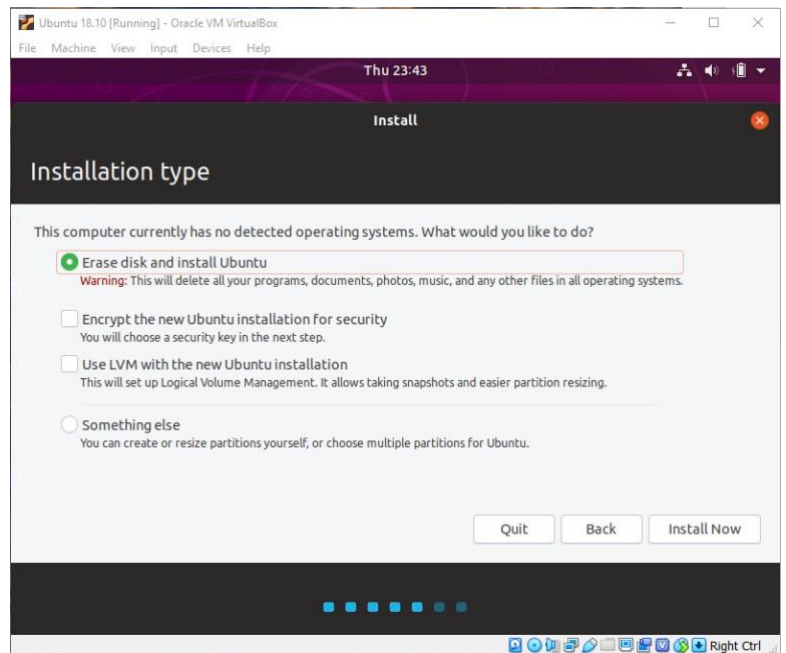 Ubuntu 18.10 [Running] - Oracle VM VirtualBox
File Machine View Input Devices Help
Thu 23:43
Install
Installation type
This computer currently has no detected operating systems. What would you like to do?
Erase disk and install Ubuntu
Warning: This will delete all your programs, documents, photos, music, and any other files in all operating systems.
Encrypt the new Ubuntu installation for security
You will choose a security key in the next step.
Use LVM with the new Ubuntu installation
This will set up Logical Volume Management. It allows taking snapshots and easier partition resizing.
Something else
You can create or resize partitions yourself, or choose multiple partitions for Ubuntu.
Quit Back Install Now
Right Ctrl